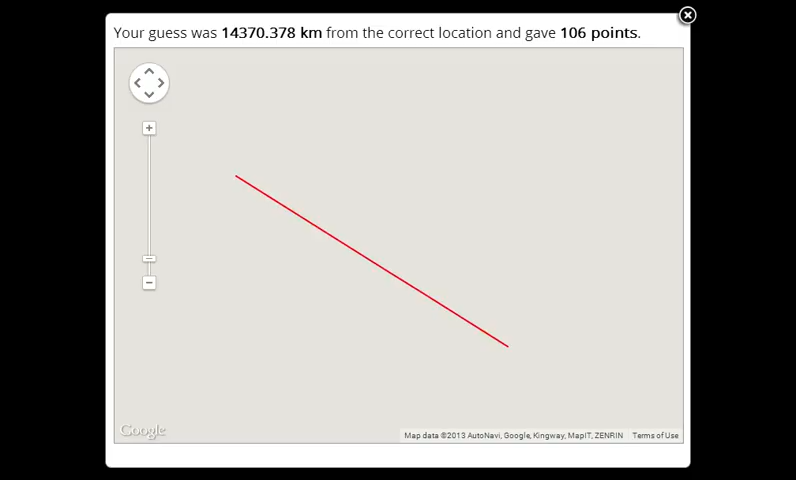 Your guess was 14370.378 km from the correct location and gave 106 points.
Google
Map data ©2013 AutoNavi, Google, Kingway, MapIT, ZENRIN Terms of Use